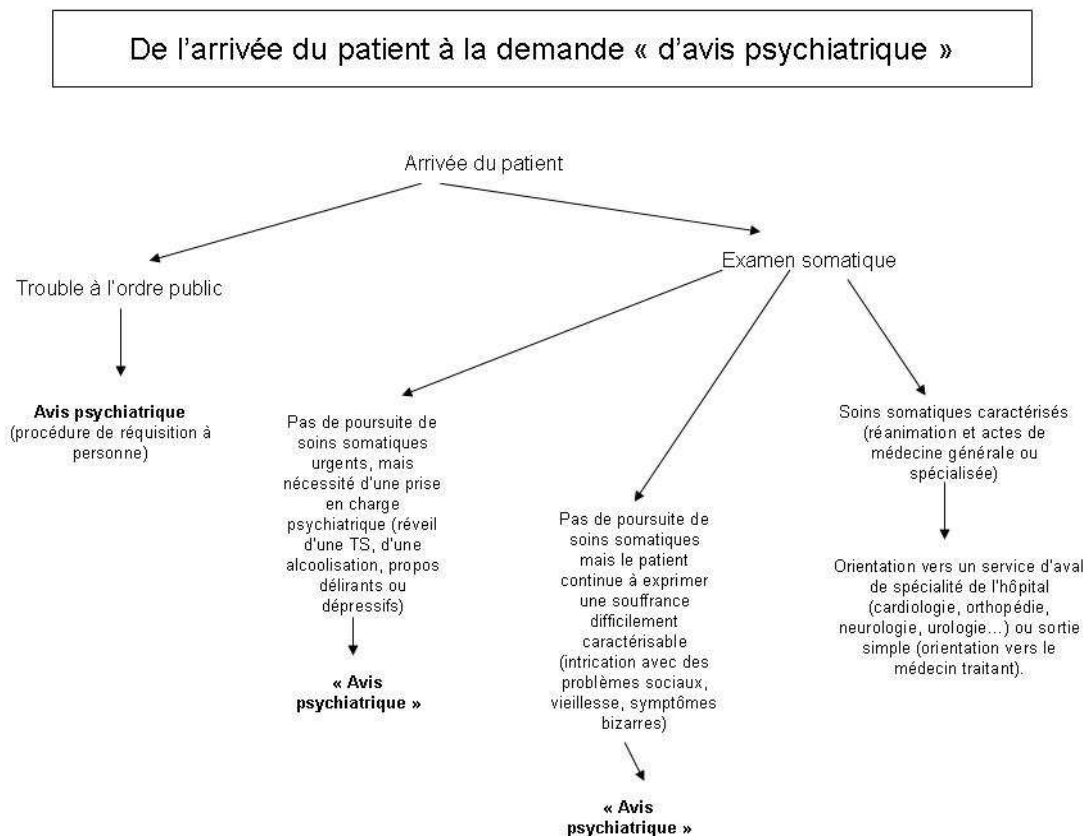 De l'arrivée du patient à la demande « d'avis psychiatrique »
Arrivée du patient
Trouble à l'ordre public
Examen somatique
Avis psychiatrique
(procédure de réquisition à
personne)
Pas de poursuite de
soins somatiques
urgents, mais
nécessité d'une prise
en charge
psychiatrique (réveil
d'une TS, d'une
alcoolisation, propos
délirants ou
dépressifs)
« Avis
psychiatrique »
Pas de poursuite de
soins somatiques
mais le patient
continue à exprimer
une souffrance
difficilement
caractérisable
(intrication avec des
problèmes sociaux,
vieillesse, symptômes
bizarres)
« Avis
psychiatrique »
Soins somatiques caractérisés
(réanimation et actes de
médecine générale ou
spécialisée)
Orientation vers un service d'aval
de spécialité de l'hôpital
(cardiologie, orthopédie,
neurologie, urologie...) ou sortie
simple (orientation vers le
médecin traitant).